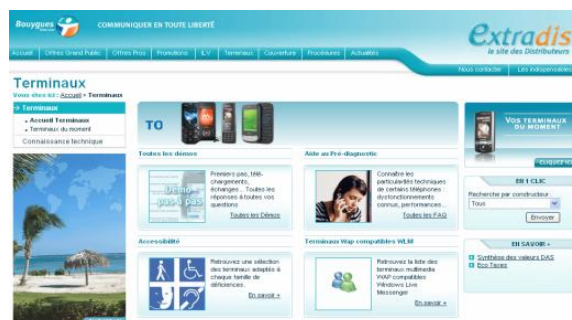 Bouygues
COMMUNIQUER EN TOUTE LIBERTÉ
extradis
le site des Distributeurs
Accueil Offres Grand Public Offres Pros Promotions ILV Terminaux Couverture Procédures Actualités
Nous contacter Les indispensables
Terminaux
Vous êtes ici : Accueil > Terminaux
Terminaux
Accueil Terminaux
Terminaux du moment
Connaissance technique
TO
VOS TERMINAUX
DU MOMENT
CLIQUEZ ICI
Toutes les démos
Démo
pas à pas
Premiers pas, télé-
chargements,
échanges... Toutes les
réponses à toutes vos
questions
Toutes les Démos
Aide au Pré-diagnostic
Connaître les
particularités techniques
de certains téléphones :
dysfonctionnements
connus, performances...
Toutes les FAQ
EN 1 CLIC
Recherche par constructeur :
Tous
Envoyer
Accessibilité
Retrouvez une sélection
des terminaux adaptés à
chaque famille de
déficiences.
En savoir +
Terminaux Wap compatibles WLM
Retrouvez la liste des
terminaux multimedia
WAP compatibles
Windows Live
Messenger
En savoir +
EN SAVOIR +
Synthèse des valeurs DAS
Eco Taxes